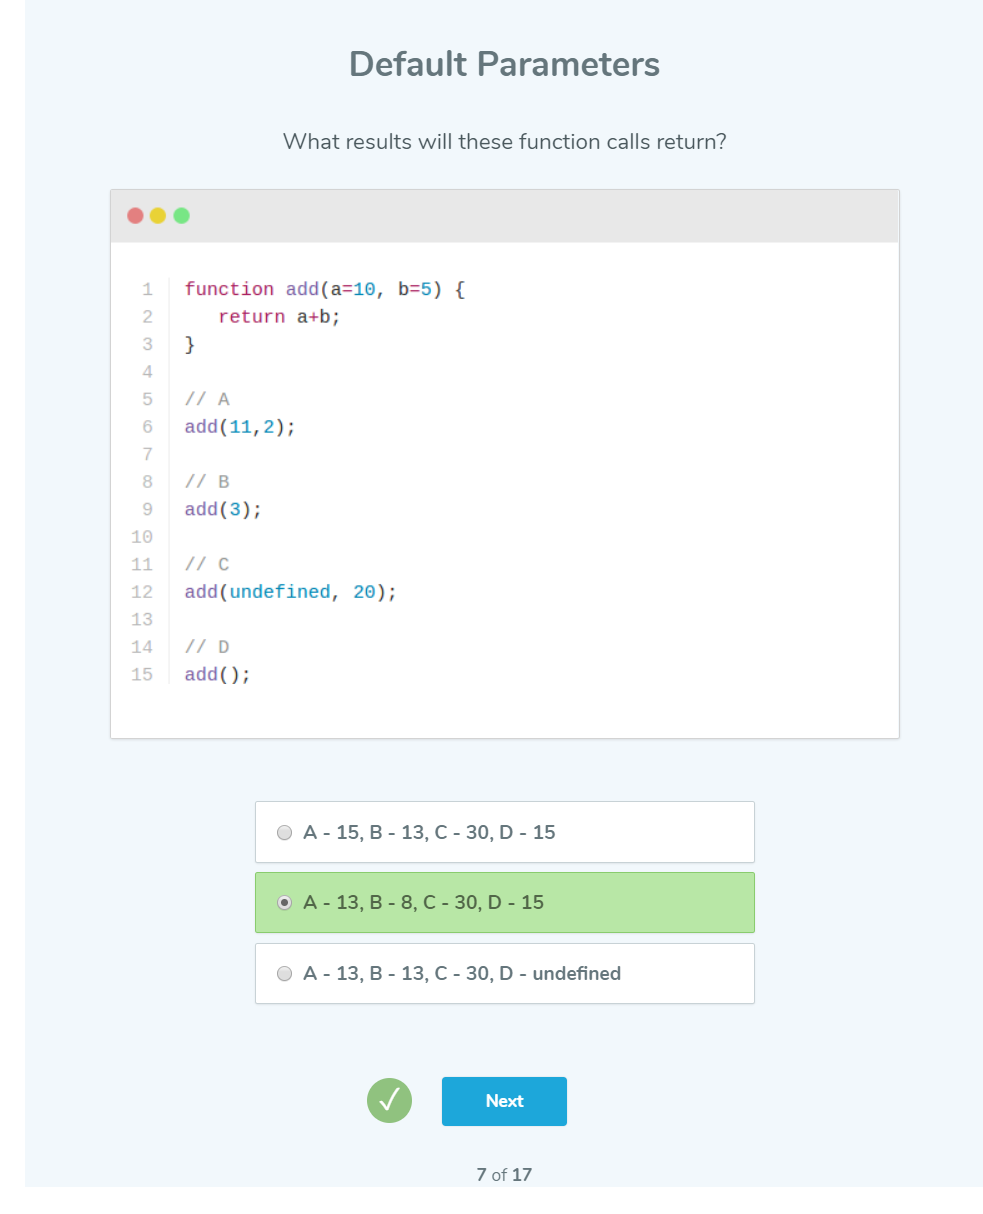 Default Parameters
What results will these function calls return?
1 function add(a=10, b=5) {
2    return a+b;
3 }
4
5 // A
6 add(11,2);
7
8 // B
9 add(3);
10
11 // C
12 add(undefined, 20);
13
14 // D
15 add();
A - 15, B - 13, C - 30, D - 15
A - 13, B - 8, C - 30, D - 15
A - 13, B - 13, C - 30, D - undefined
Next
7 of 17